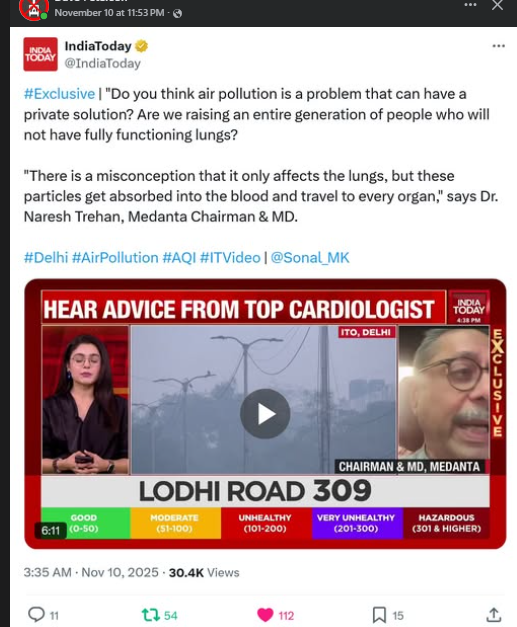 November 10 at 11:53 PM ·
INDIA
TODAY
IndiaToday
@IndiaToday
#Exclusive | "Do you think air pollution is a problem that can have a
private solution? Are we raising an entire generation of people who will
not have fully functioning lungs?
"There is a misconception that it only affects the lungs, but these
particles get absorbed into the blood and travel to every organ," says Dr.
Naresh Trehan, Medanta Chairman & MD.
#Delhi #AirPollution #AQI #ITVideo | @Sonal_MK
HEAR ADVICE FROM TOP CARDIOLOGIST
INDIA
TODAY
4:38 PM
ITO, DELHI
EXCLUSIVE
CHAIRMAN & MD, MEDANTA
LODHI ROAD 309
GOOD
(0-50)
MODERATE
(51-100)
UNHEALTHY
(101-200)
VERY UNHEALTHY
(201-300)
HAZARDOUS
(301 & HIGHER)
6:11
3:35 AM · Nov 10, 2025 · 30.4K Views
11
54
112
15